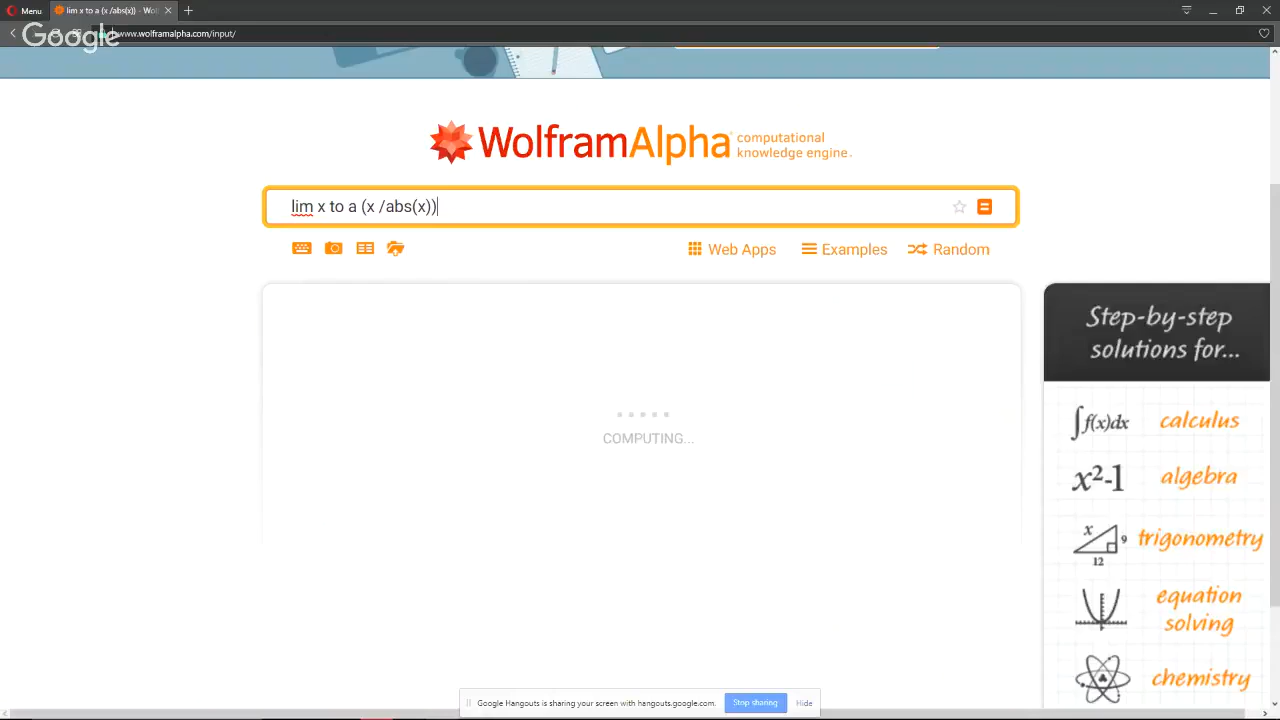 Menu
lim x to a (x /abs(x)) - Wol
Google
www.wolframalpha.com/input/
WolframAlpha computational
knowledge engine.
lim x to a (x /abs(x))
Web Apps
Examples
Random
Step-by-step
solutions for...
COMPUTING...
∫f(x)dx calculus
x²-1 algebra
x 9 12 trigonometry
equation
solving
chemistry
Google Hangouts is sharing your screen with hangouts.google.com.
Stop sharing
Hide